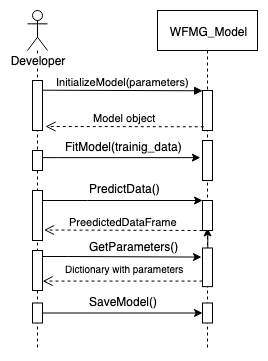 Developer
WFMG_Model
InitializeModel(parameters)
Model object
FitModel(trainig_data)
PredictData()
PreedictedDataFrame
GetParameters()
Dictionary with parameters
SaveModel()